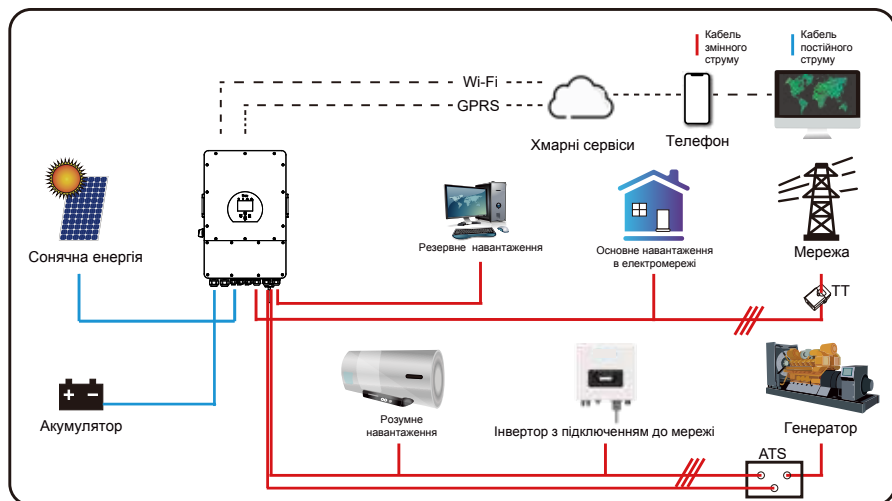 Кабель
змінного
струму
Кабель
постійного
струму
Wi-Fi
GPRS
Хмарні сервіси
Телефон
Сонячна енергія
Резервне навантаження
Основне навантаження
в електромережі
Мережа
ТТ
Акумулятор
Розумне
навантаження
Інвертор з підключенням до мережі
Генератор
ATS